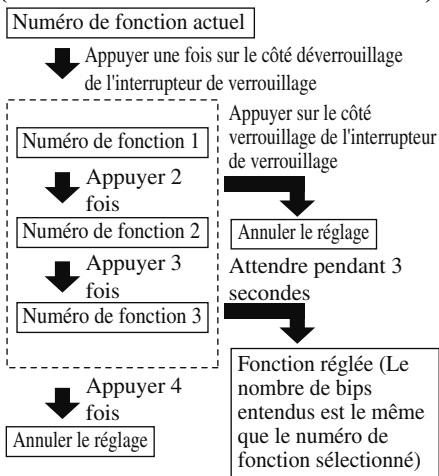 Numéro de fonction actuel
Appuyer une fois sur le côté déverrouillage
de l'interrupteur de verrouillage
Numéro de fonction 1
Appuyer 2
fois
Numéro de fonction 2
Appuyer 3
fois
Numéro de fonction 3
Appuyer 4
fois
Annuler le réglage
Appuyer sur le côté
verrouillage de l'interrupteur
de verrouillage
Annuler le réglage
Attendre pendant 3
secondes
Fonction réglée (Le
nombre de bips
entendus est le même
que le numéro de
fonction sélectionné)